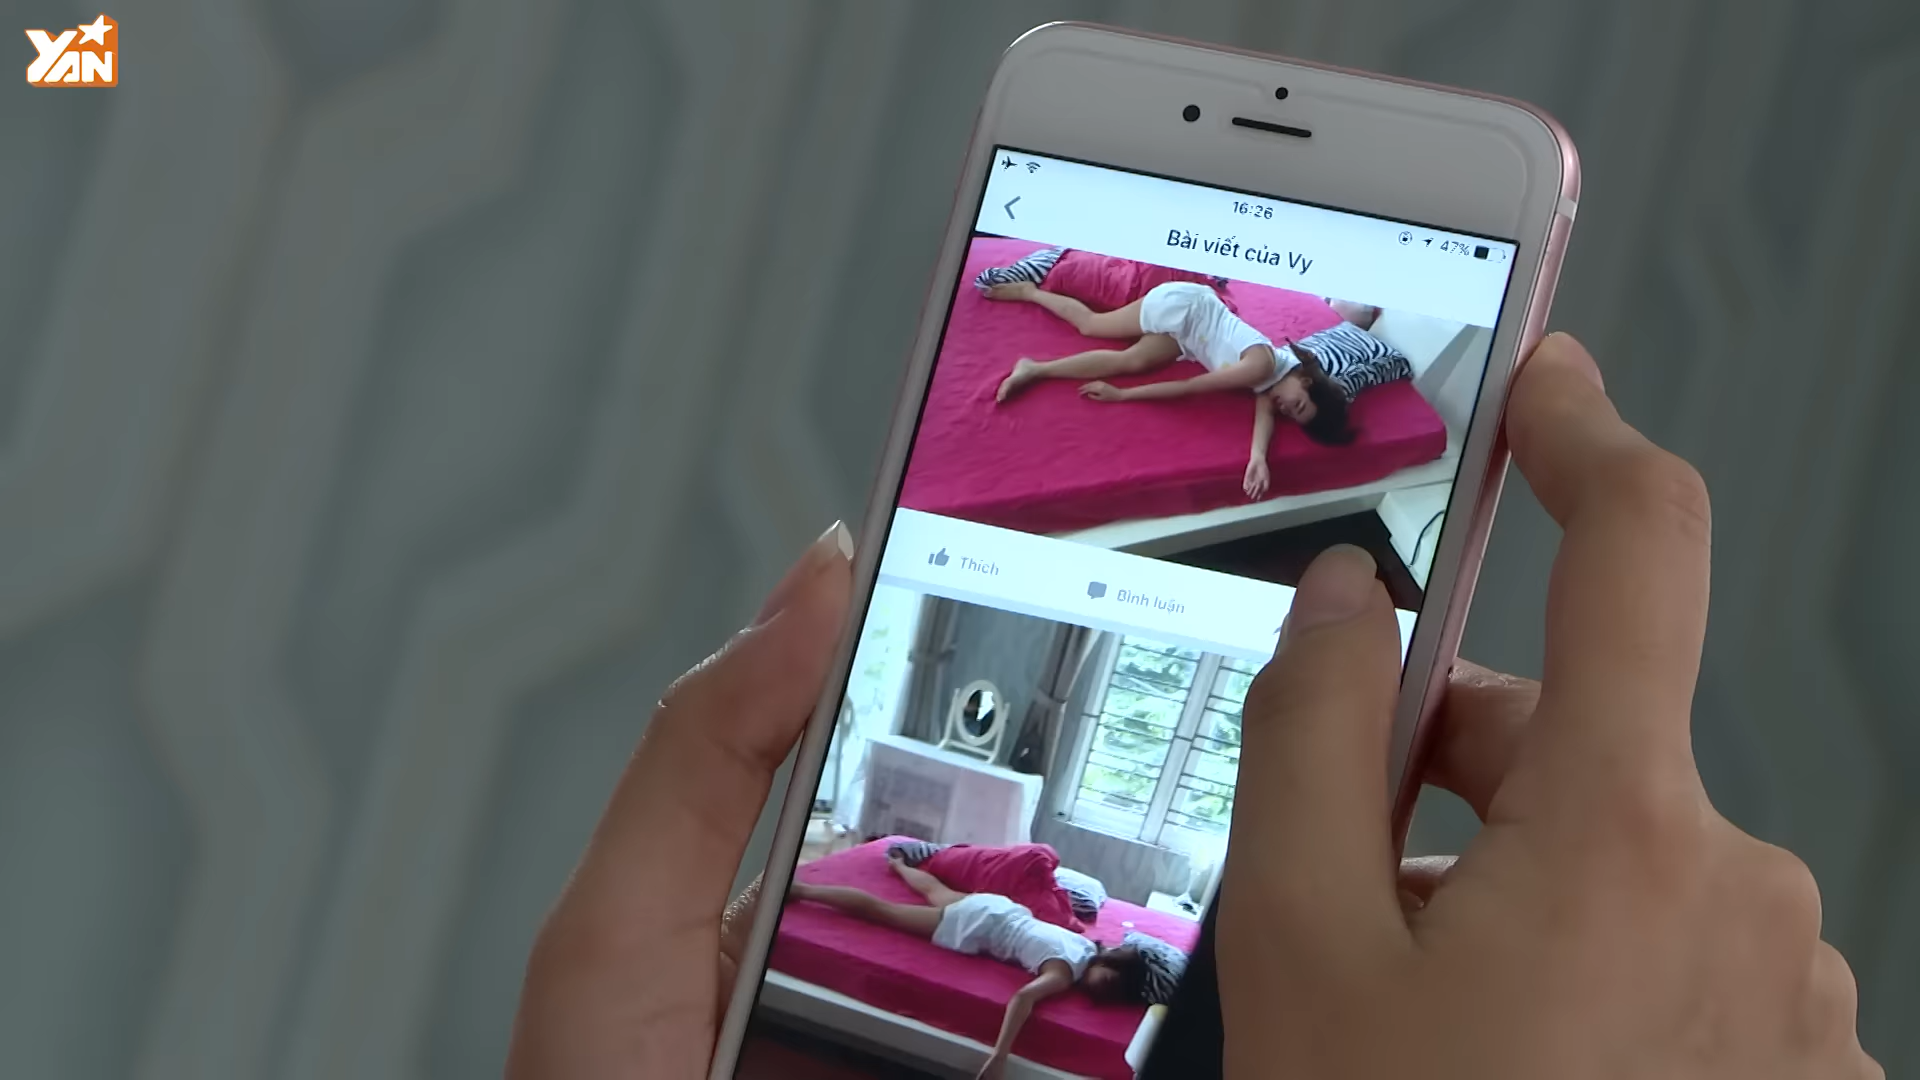 YAN
16:26
47%
Bài viết của Vy
Thích
Bình luận